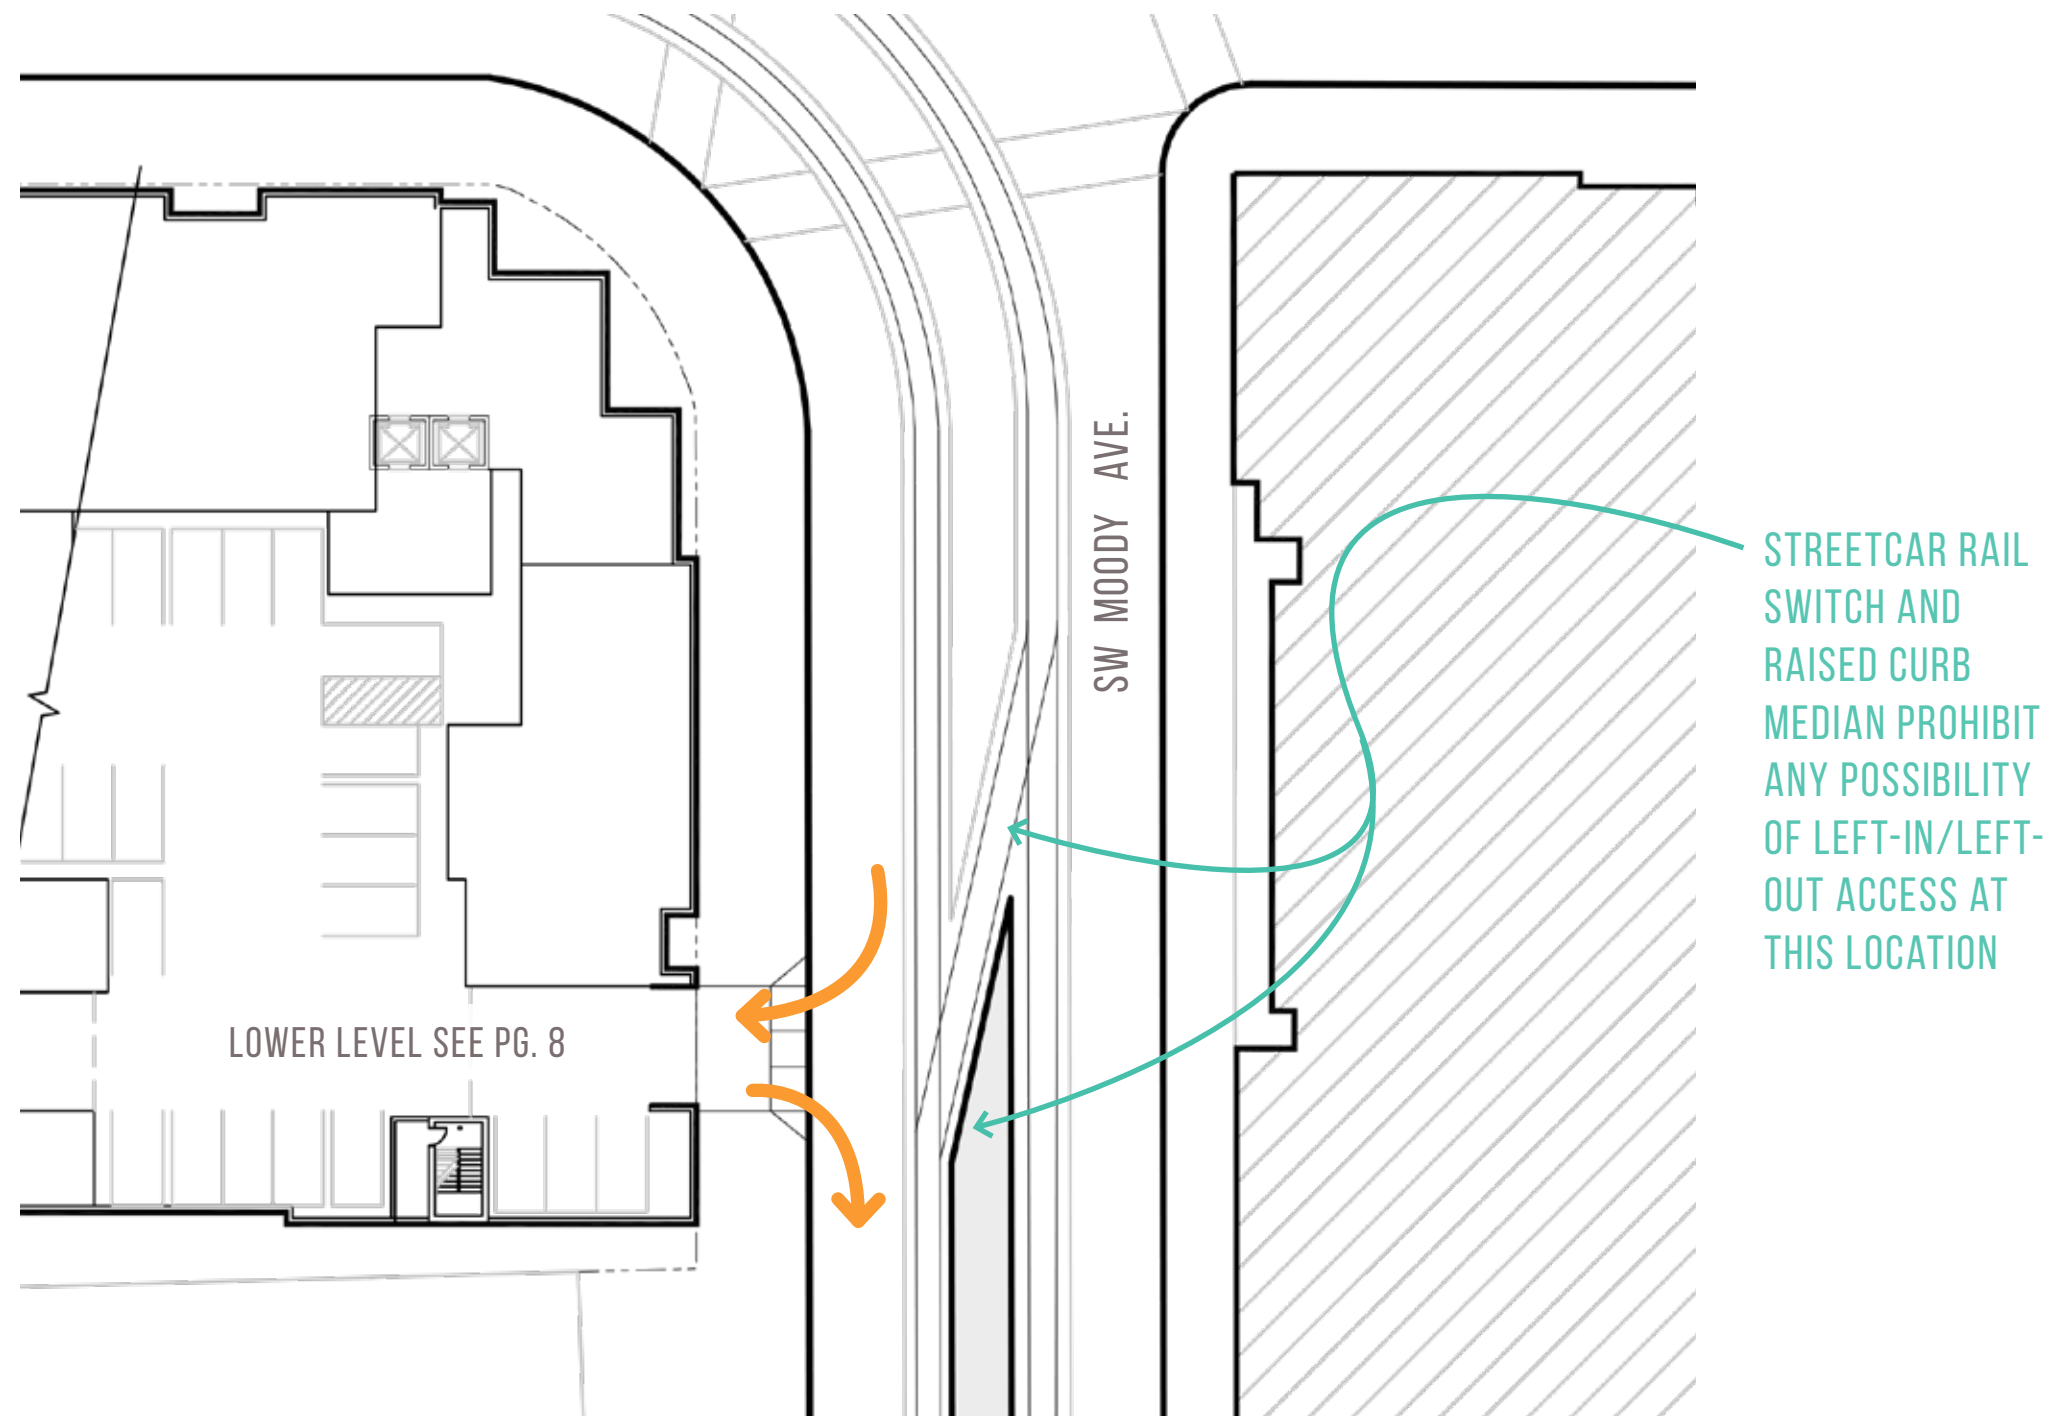 SW MOODY AVE.
STREETCAR RAIL
SWITCH AND
RAISED CURB
MEDIAN PROHIBIT
ANY POSSIBILITY
OF LEFT-IN/LEFT-
OUT ACCESS AT
THIS LOCATION
LOWER LEVEL SEE PG. 8